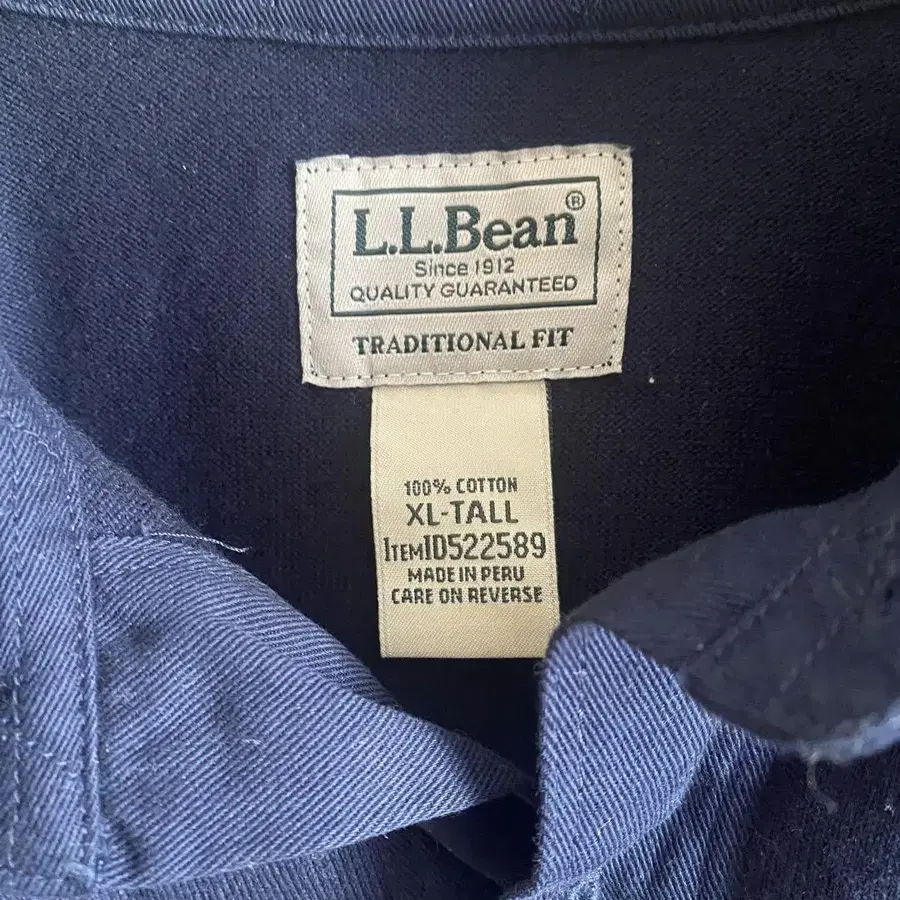 L.L.Bean®
Since 1912
QUALITY GUARANTEED
TRADITIONAL FIT
100% COTTON
XL-TALL
ITEMID522589
MADE IN PERU
CARE ON REVERSE